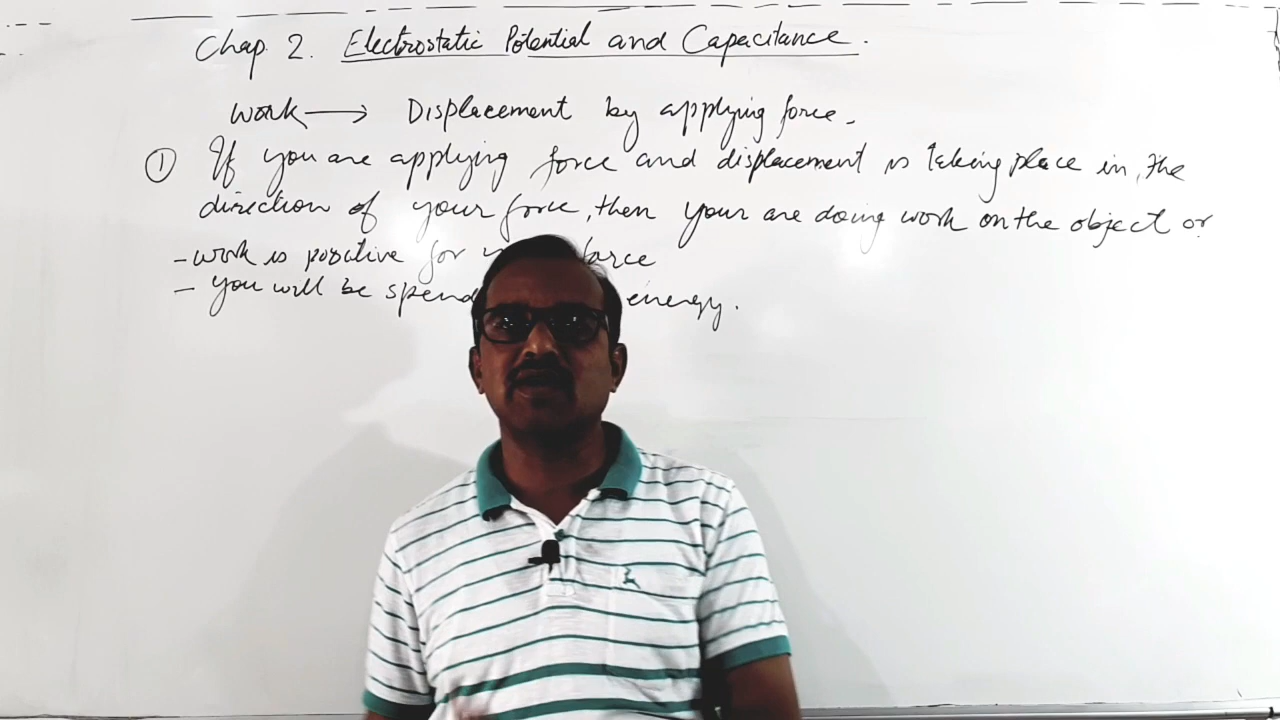 Chap. 2. Electrostatic Potential and Capacitance.
work → Displacement by applying force.
① If you are applying force and displacement is taking place in the
direction of your force, then your are doing work on the object or
- work is positive for force
- you will be spend energy.